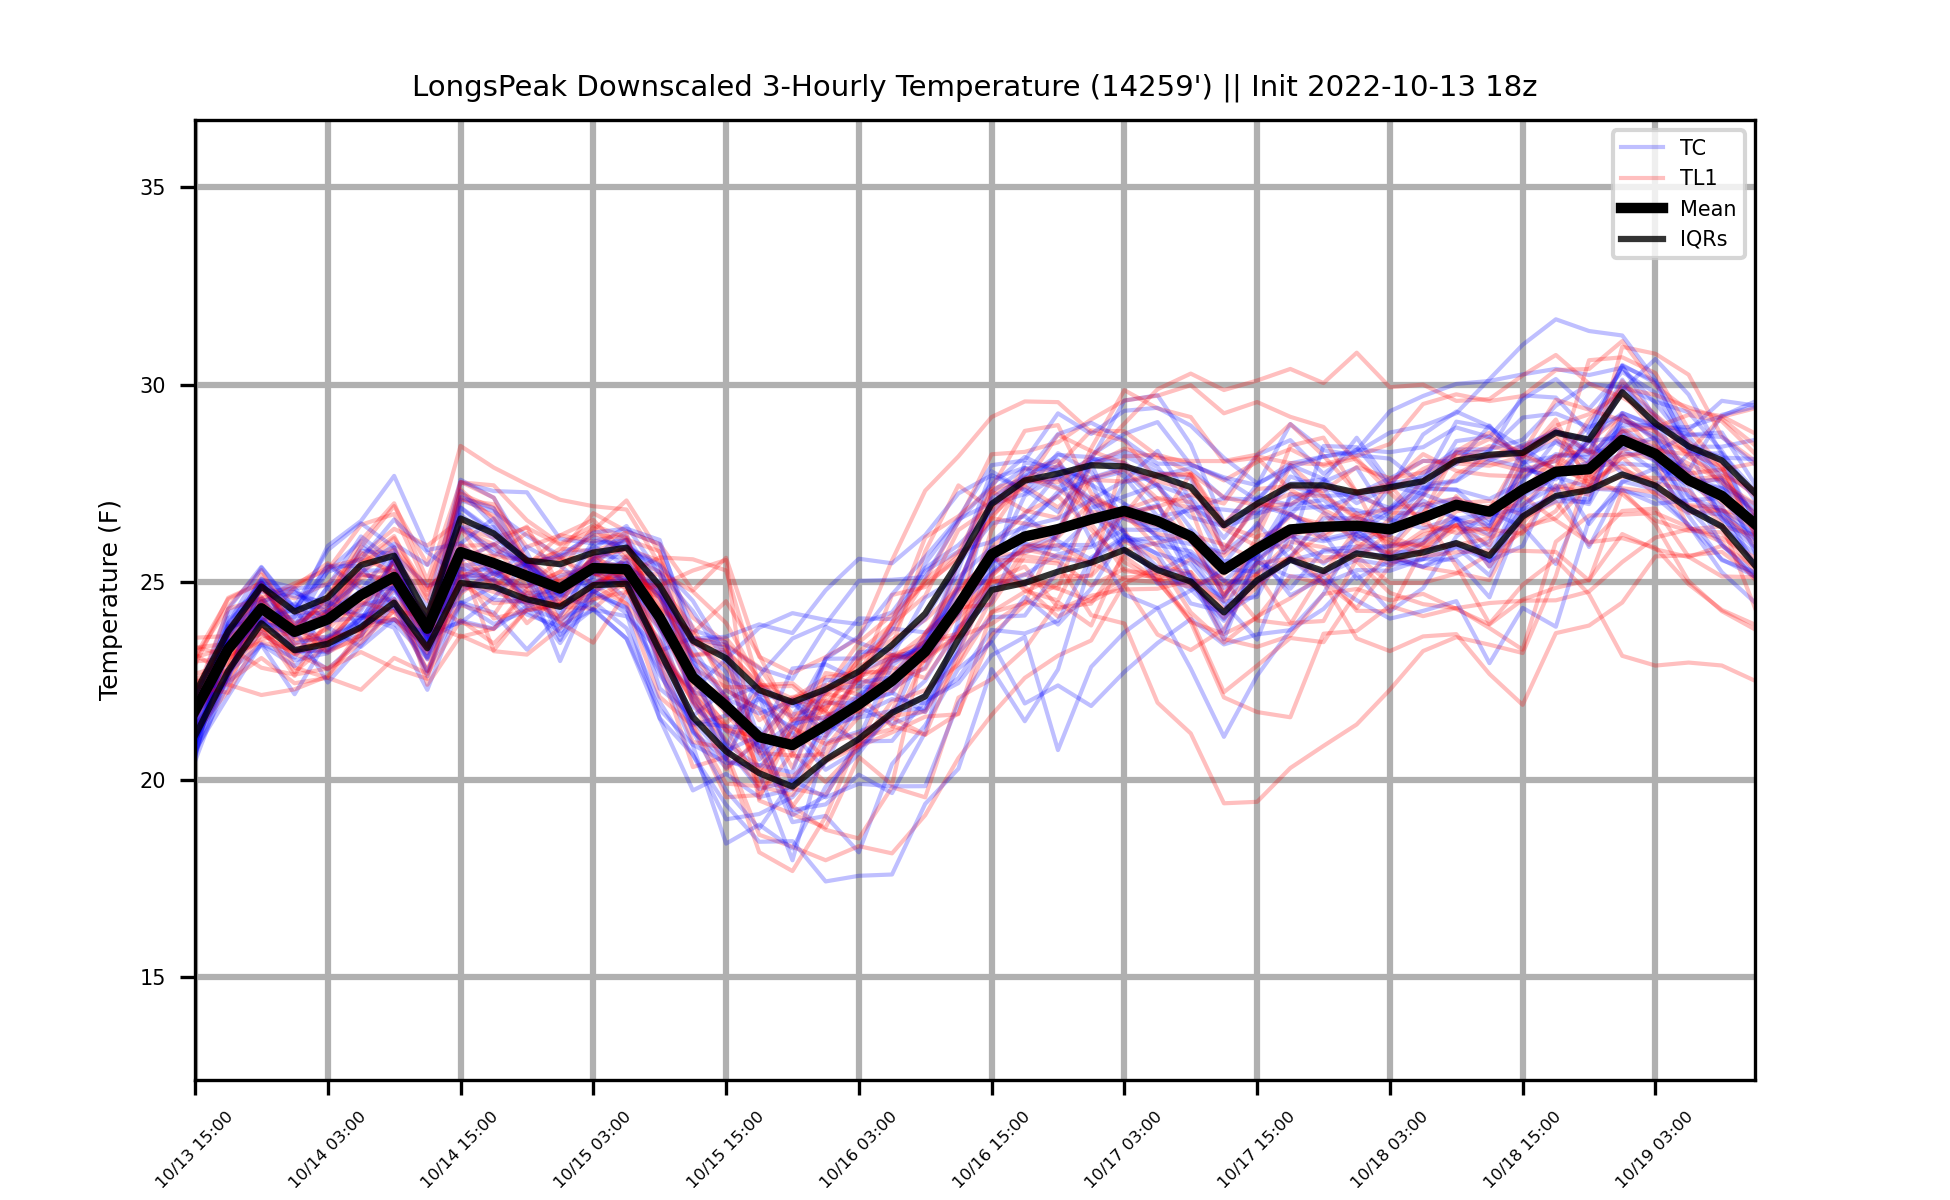 LongsPeak Downscaled 3-Hourly Temperature (14259') || Init 2022-10-13 18z
TC
TL1
Mean
IQRs
Temperature (F)
35
30
25
20
15
10/13 15:00
10/14 03:00
10/14 15:00
10/15 03:00
10/15 15:00
10/16 03:00
10/16 15:00
10/17 03:00
10/17 15:00
10/18 03:00
10/18 15:00
10/19 03:00